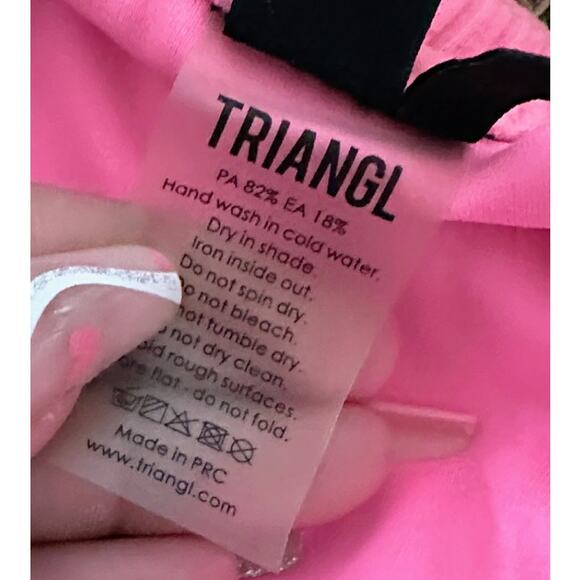 TRIANGL
PA 82% EA 18%
Hand wash in cold water.
Dry in shade.
Iron inside out.
Do not spin dry.
not bleach.
not tumble dry.
not dry clean.
rough surfaces.
flat - do not fold.
Made in PRC
www.triangl.com